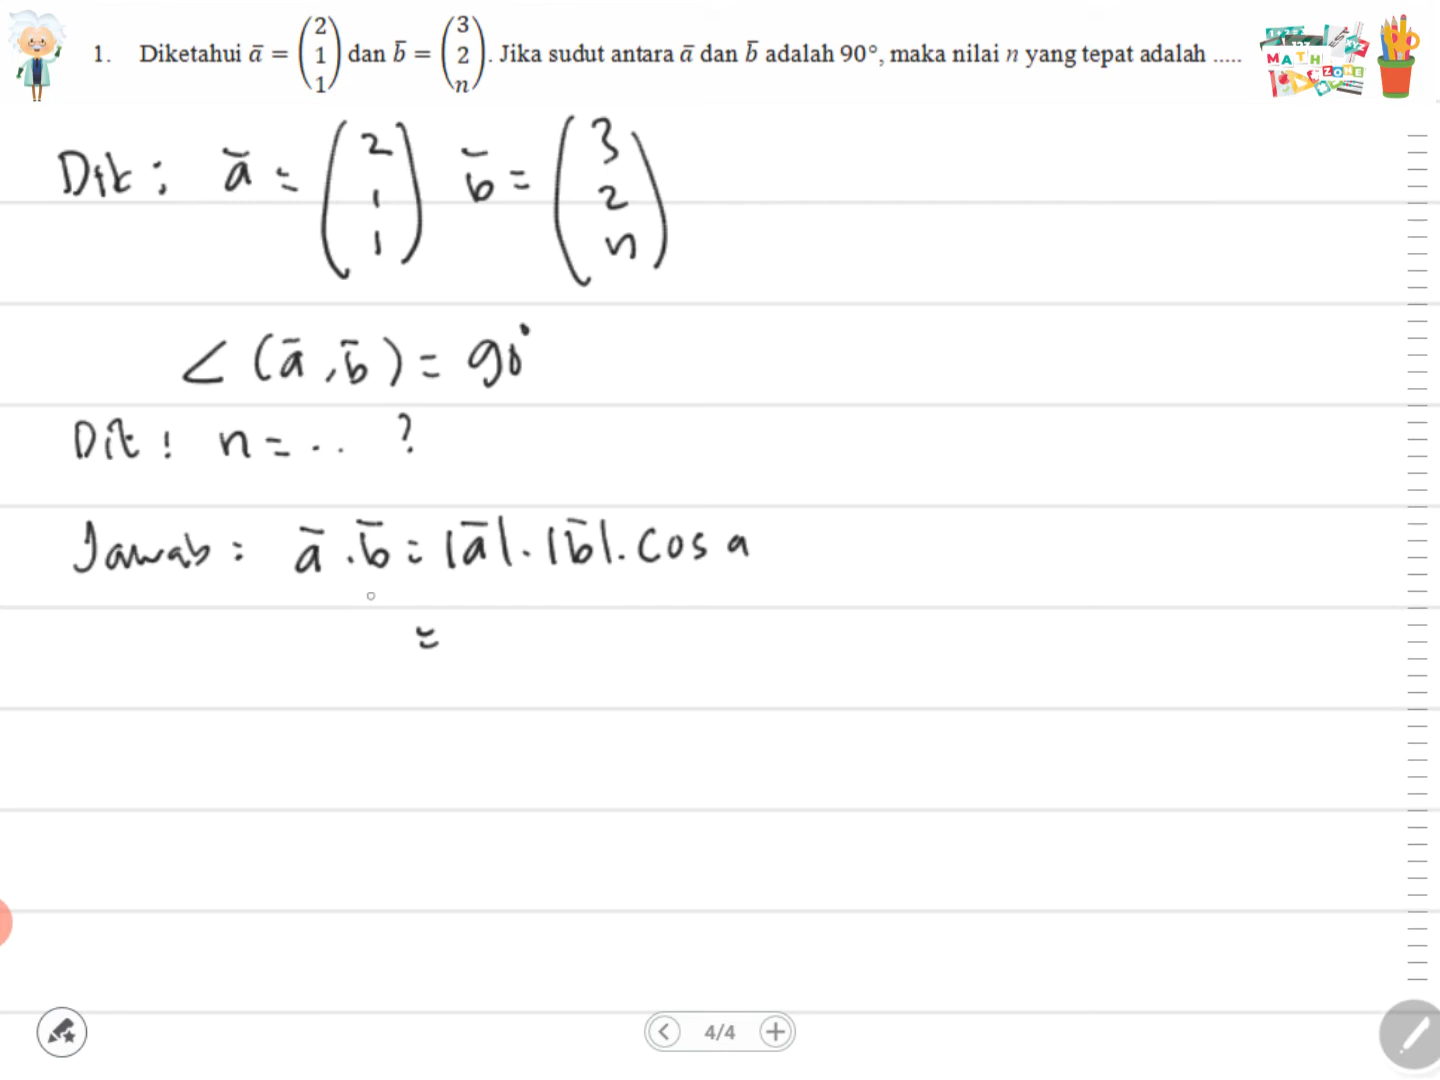 1. Diketahui ā = (2 1 1) dan b̄ = (3 2 n). Jika sudut antara ā dan b̄ adalah 90°, maka nilai n yang tepat adalah .....
MATH
ZONE
Dik : ā = (2 1 1) b̄ = (3 2 n)
∠ (ā , b̄) = 90°
Dit : n = .. ?
Jawab : ā . b̄ = |ā| . |b̄| . cos α
=
4/4